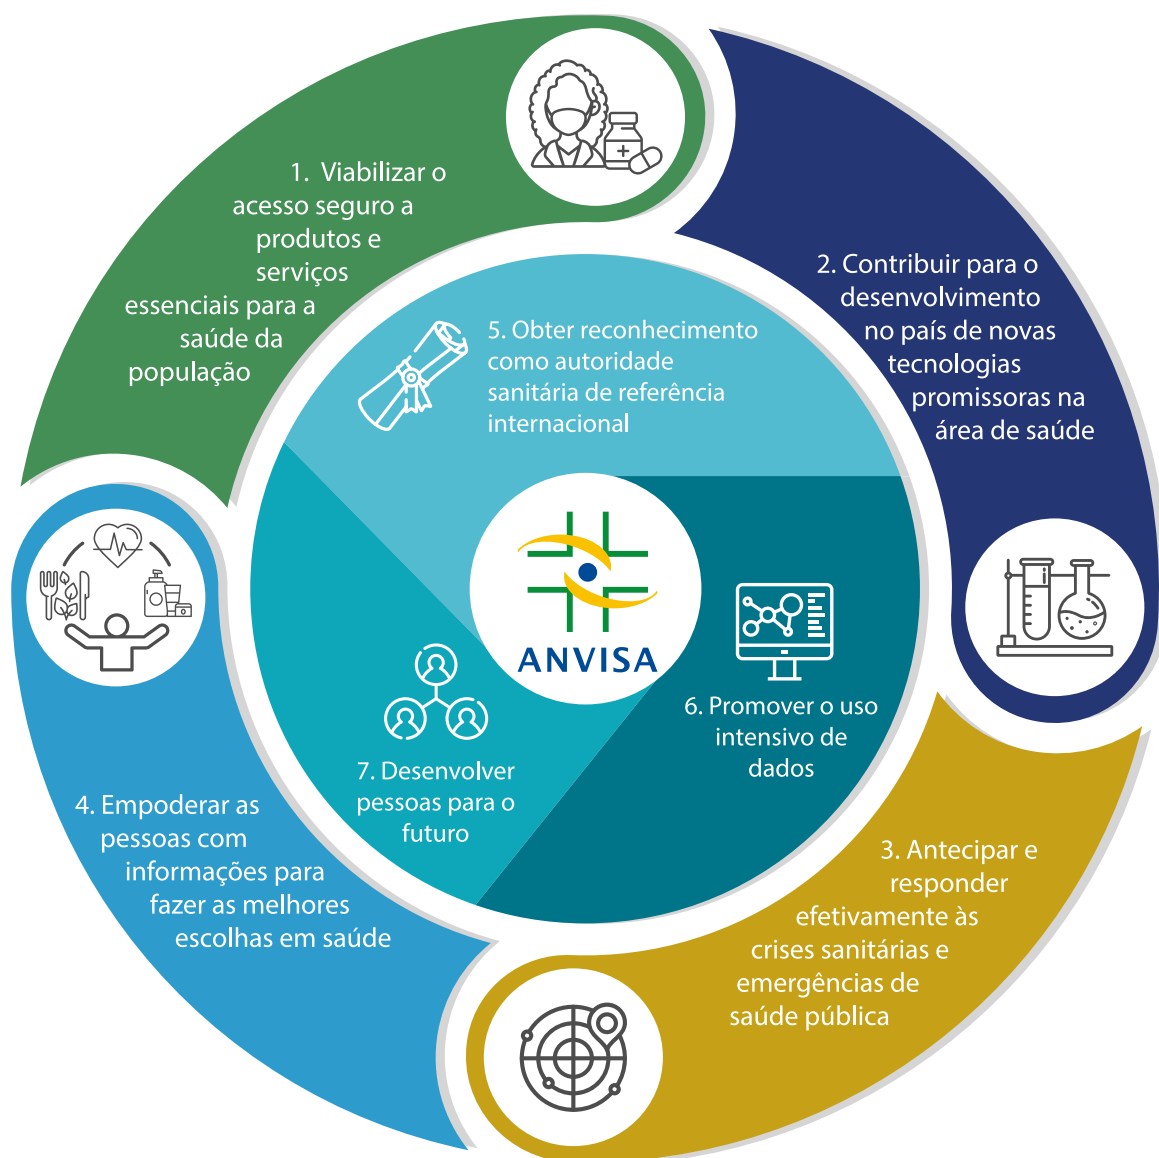 1. Viabilizar o
acesso seguro a
produtos e
serviços
essenciais para a
saúde da
população
2. Contribuir para o
desenvolvimento
no país de novas
tecnologias
promissoras na
área de saúde
3. Antecipar e
responder
efetivamente às
crises sanitárias e
emergências de
saúde pública
4. Empoderar as
pessoas com
informações para
fazer as melhores
escolhas em saúde
5. Obter reconhecimento
como autoridade
sanitária de referência
internacional
6. Promover o uso
intensivo de
dados
7. Desenvolver
pessoas para o
futuro
ANVISA